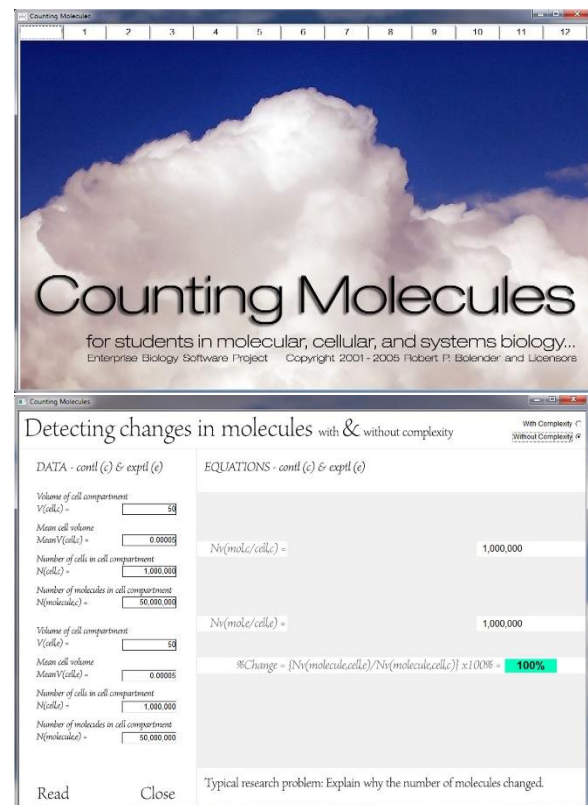 Counting Molecules
1 2 3 4 5 6 7 8 9 10 11 12
Counting Molecules
for students in molecular, cellular, and systems biology...
Enterprise Biology Software Project Copyright 2001 - 2005 Robert P. Bolender and Licensors
Counting Molecules
Detecting changes in molecules with & without complexity
With Complexity
Without Complexity
DATA - contl (c) & exptl (e)
EQUATIONS - contl (c) & exptl (e)
Volume of cell compartment
V(cell,c) = 50
Mean cell volume
MeanV(cell,c) = 0.00005
Number of cells in cell compartment
N(cell,c) = 1,000,000
Number of molecules in cell compartment
N(molecule,c) = 50,000,000
Nv(mol,c/cell,c) = 1,000,000
Volume of cell compartment
V(cell,e) = 50
Mean cell volume
MeanV(cell,e) = 0.00005
Number of cells in cell compartment
N(cell,e) = 1,000,000
Number of molecules in cell compartment
N(molecule,e) = 50,000,000
Nv(mol,e/cell,e) = 1,000,000
%Change = {Nv(molecule,cell,e)/Nv(molecule,cell,c)} x100% = 100%
Typical research problem: Explain why the number of molecules changed.
Read Close